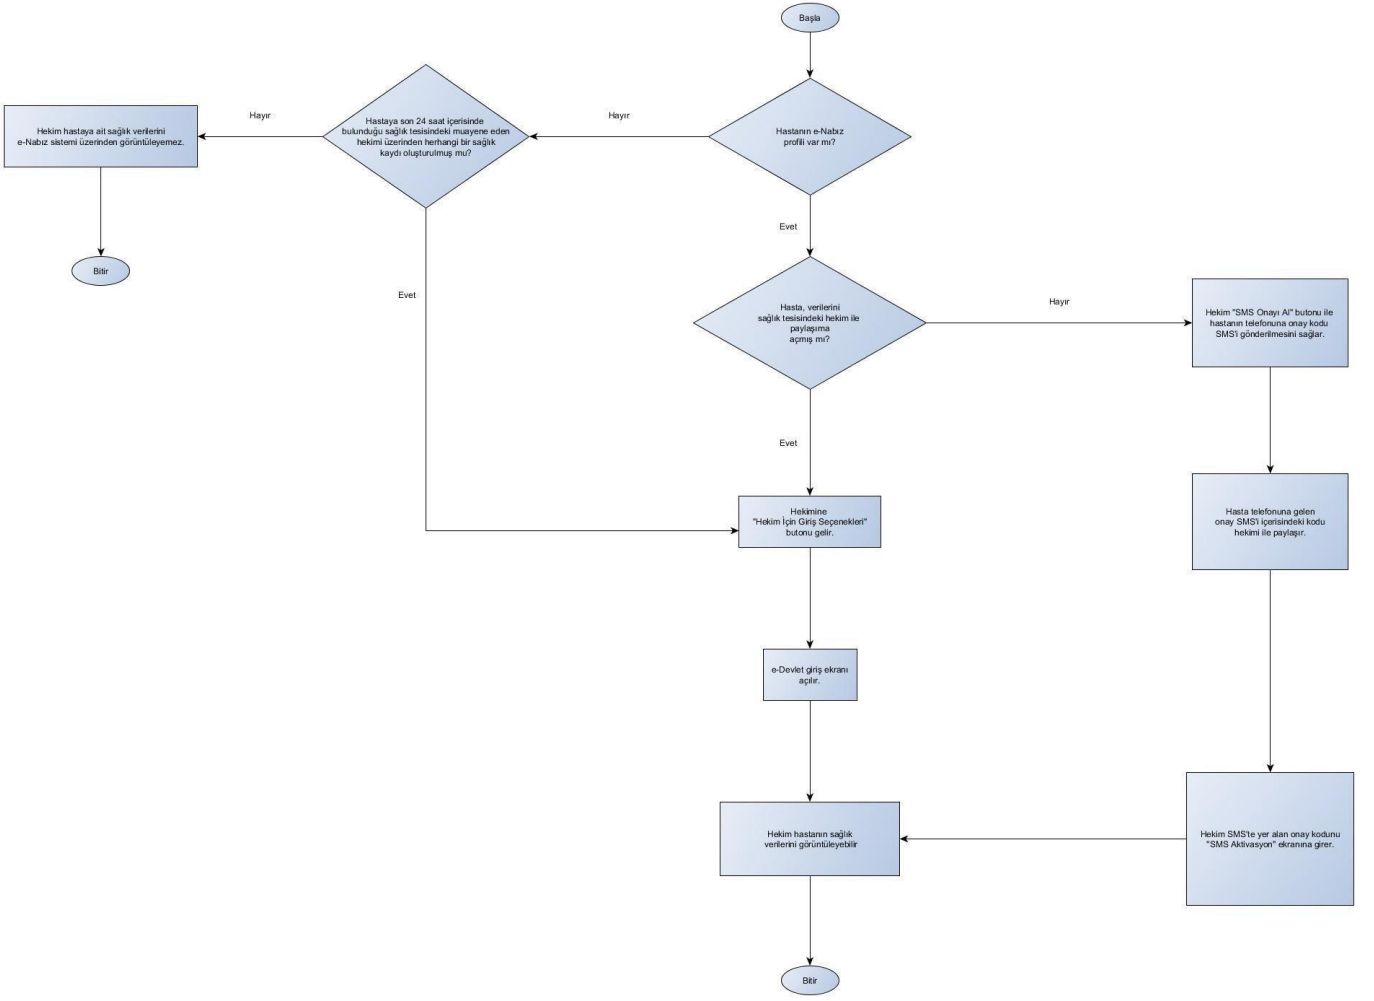 Başla
Hastanın e-Nabız
profili var mı?
Hayır
Hastaya son 24 saat içerisinde
bulunduğu sağlık tesisindeki muayene eden
hekimi üzerinden herhangi bir sağlık
kaydı oluşturulmuş mu?
Hayır
Hekim hastaya ait sağlık verilerini
e-Nabız sistemi üzerinden görüntüleyemez.
Bitir
Evet
Evet
Hasta, verilerini
sağlık tesisindeki hekim ile
paylaşıma
açmış mı?
Hayır
Hekim "SMS Onayı Al" butonu ile
hastanın telefonuna onay kodu
SMS'i gönderilmesini sağlar.
Evet
Hekimine
"Hekim İçin Giriş Seçenekleri"
butonu gelir.
Hasta telefonuna gelen
onay SMS'i içerisindeki kodu
hekimi ile paylaşır.
e-Devlet giriş ekranı
açılır.
Hekim hastanın sağlık
verilerini görüntüleyebilir
Hekim SMS'te yer alan onay kodunu
"SMS Aktivasyon" ekranına girer.
Bitir